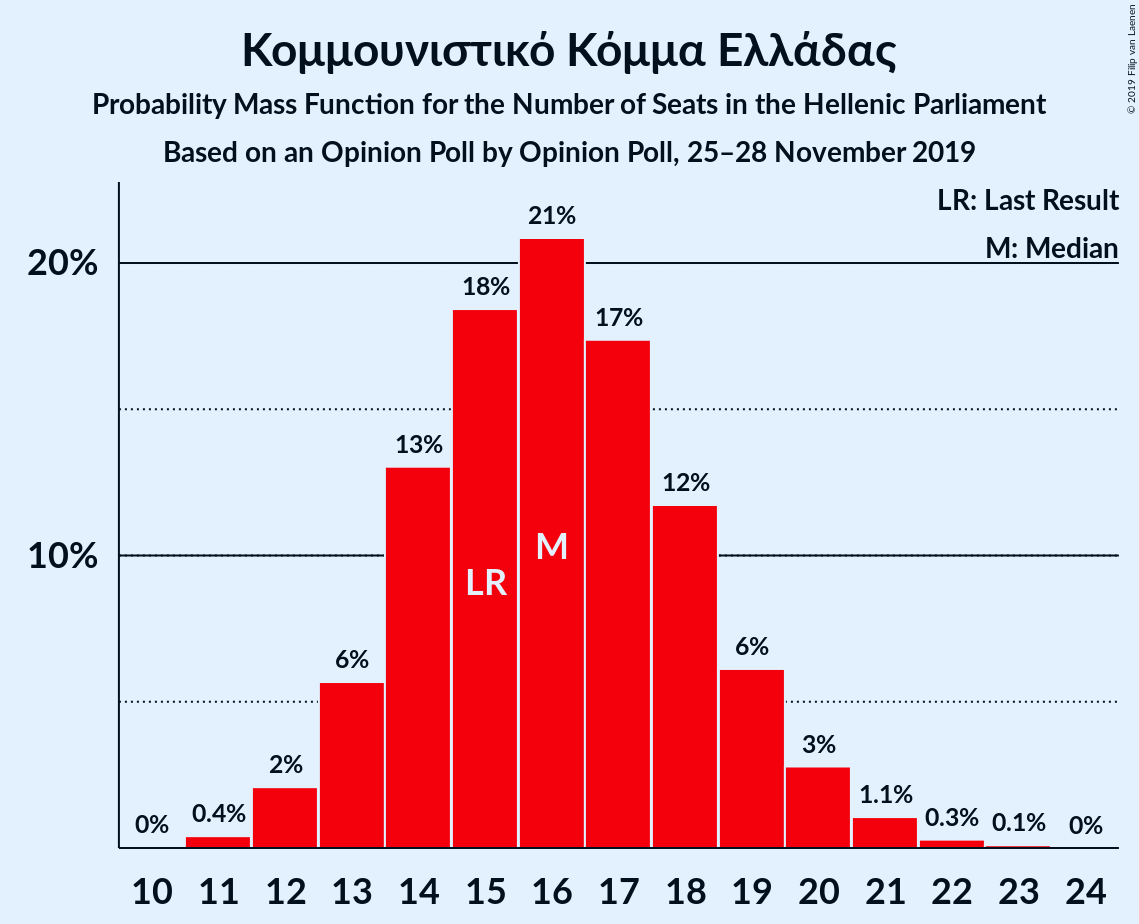 Κομμουνιστικό Κόμμα Ελλάδας
Probability Mass Function for the Number of Seats in the Hellenic Parliament
Based on an Opinion Poll by Opinion Poll, 25–28 November 2019
© 2019 Filip van Laenen
LR: Last Result
M: Median
20%
10%
0%
0.4%
2%
6%
13%
18%
21%
17%
12%
6%
3%
1.1%
0.3%
0.1%
0%
LR
M
10 11 12 13 14 15 16 17 18 19 20 21 22 23 24